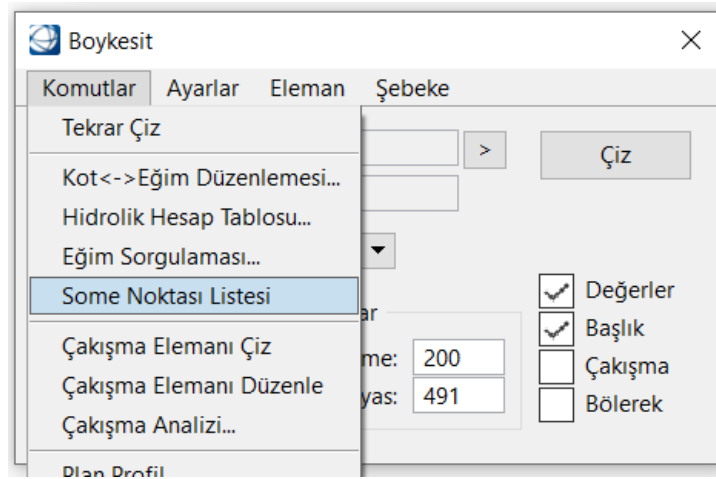 Boykesit
Komutlar Ayarlar Eleman Şebeke
Tekrar Çiz
> Çiz
Kot<->Eğim Düzenlemesi...
Hidrolik Hesap Tablosu...
Eğim Sorgulaması...
Some Noktası Listesi
Değerler
ar
Başlık
Çakışma Elemanı Çiz
me: 200
Çakışma
Çakışma Elemanı Düzenle
yas: 491
Bölerek
Çakışma Analizi...
Plan Profil